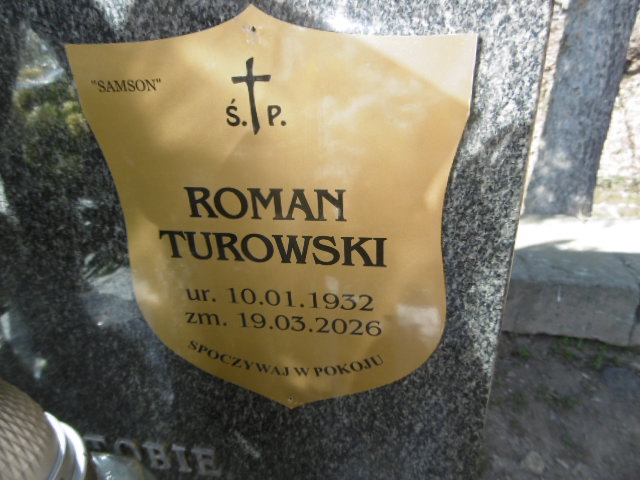 "SAMSON"
Ś. P.
ROMAN
TUROWSKI
ur. 10.01.1932
zm. 19.03.2026
SPOCZYWAJ W POKOJU
TOBIE